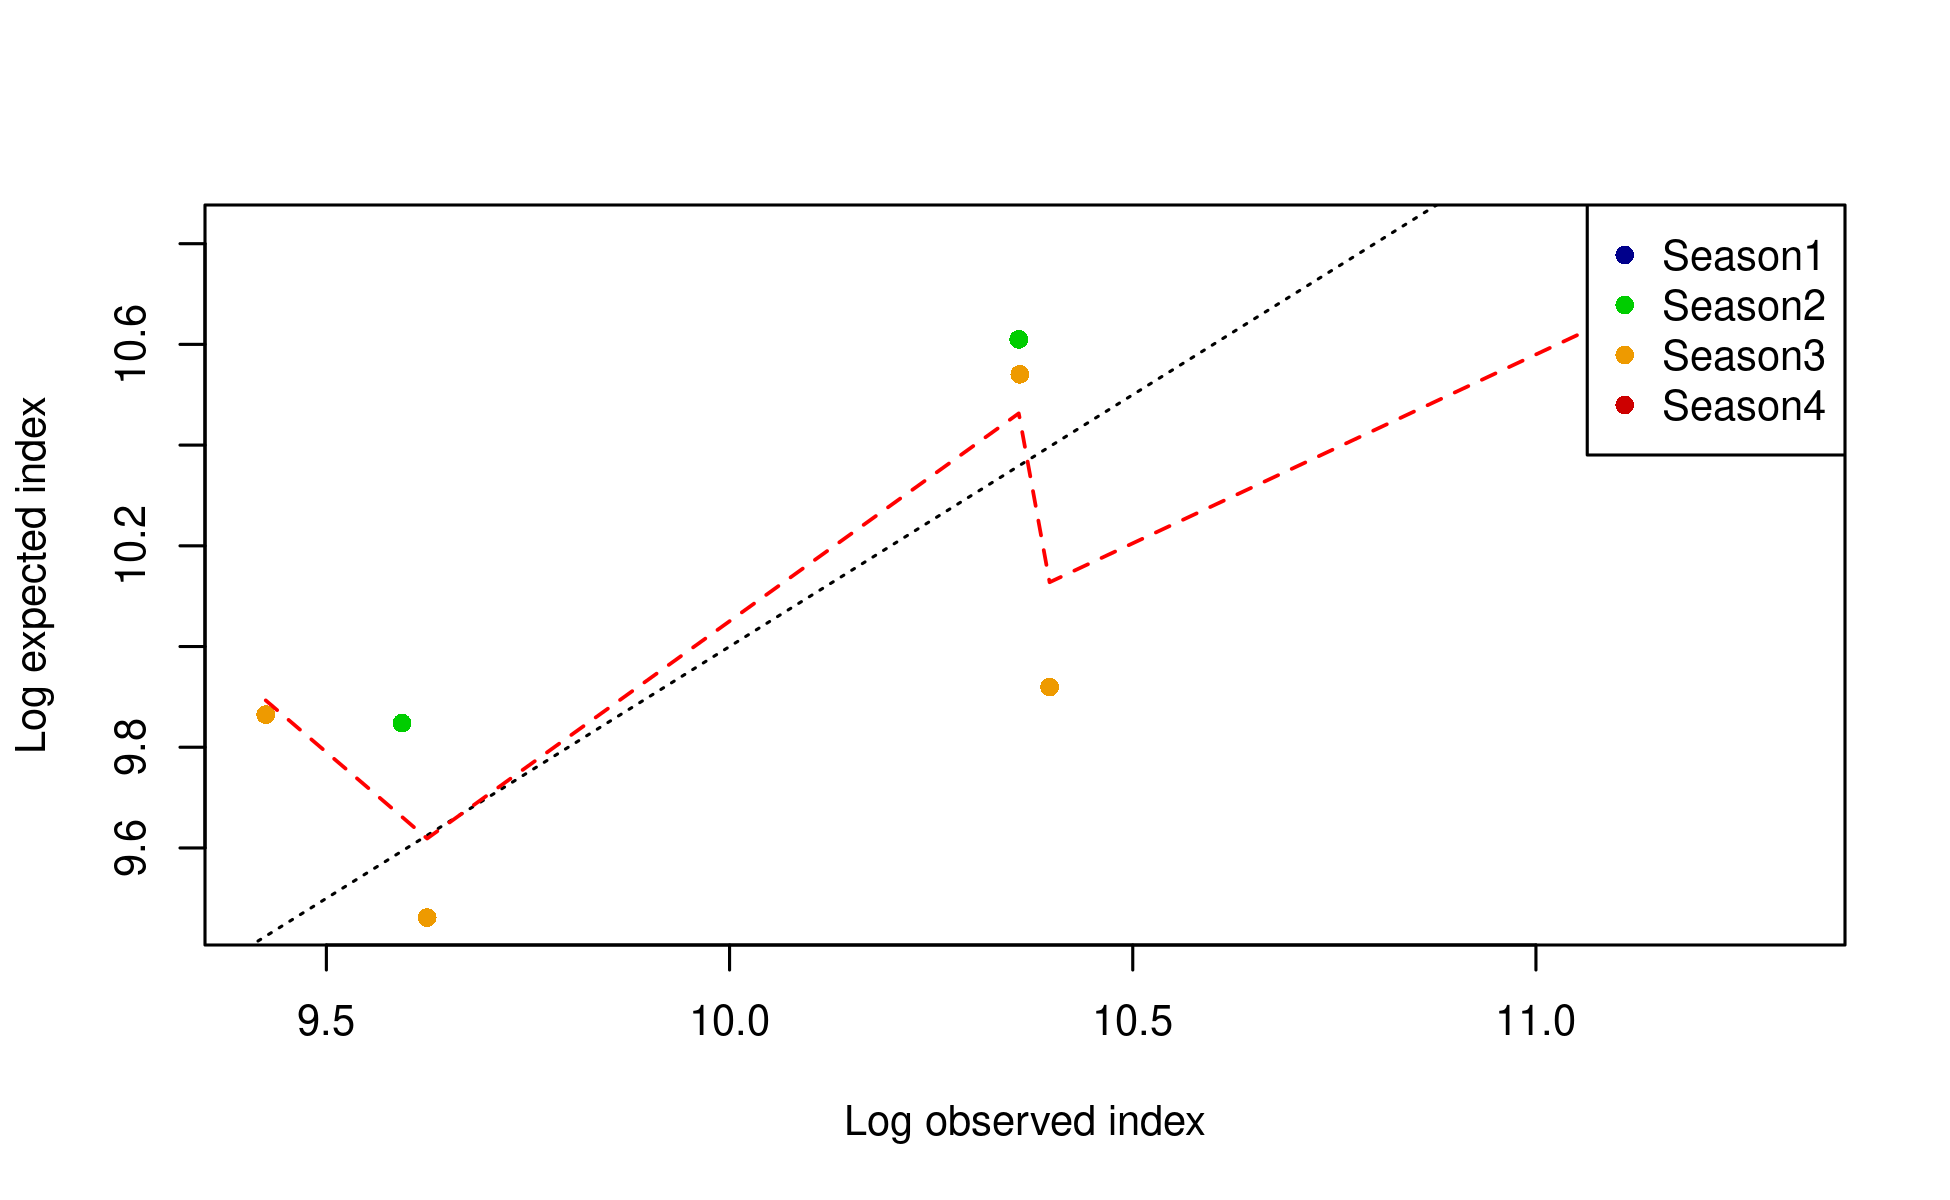 Season1
Season2
Season3
Season4
Log expected index
10.6
10.2
9.8
9.6
9.5 10.0 10.5 11.0
Log observed index